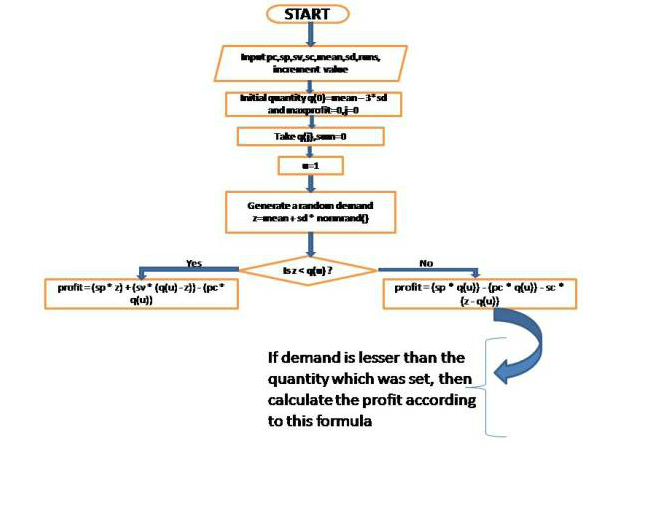 START
Input pc,sp,sv,sc,mean,sd,runs,
increment value
Initial quantity q(0)=mean-3*sd
and maxprofit=0,j=0
Take q(j),sum=0
u=1
Generate a random demand
z=mean+sd* normrand()
Is z < q(u) ?
Yes
No
profit=(sp* z) +(sv* (q(u)-z))-(pc*
q(u))
profit=(sp * q(u))-(pc * q(u))-sc *
(z-q(u))
If demand is lesser than the
quantity which was set, then
calculate the profit according
to this formula